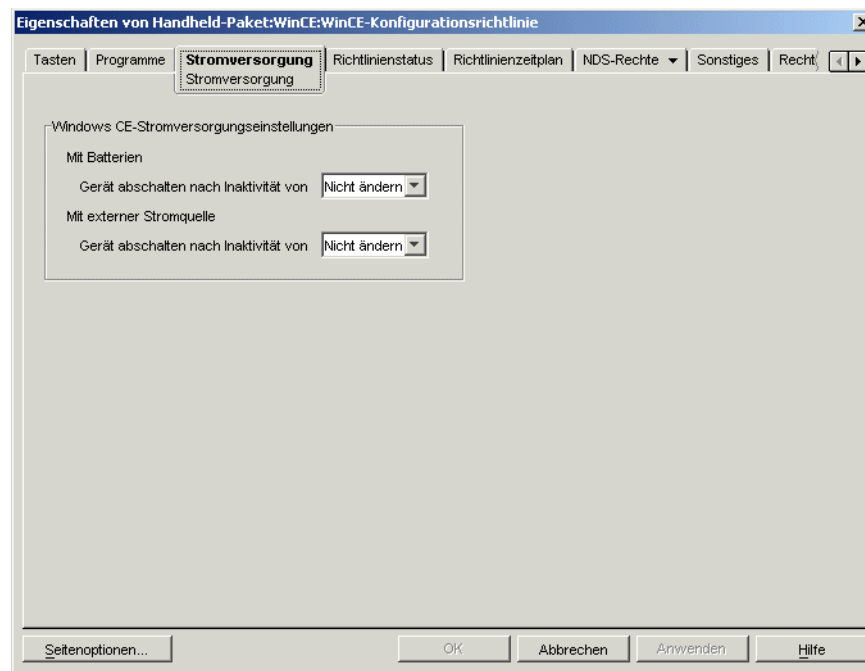 Eigenschaften von Handheld-Paket:WinCE:WinCE-Konfigurationsrichtlinie
Tasten Programme Stromversorgung Richtlinienstatus Richtlinienzeitplan NDS-Rechte Sonstiges
Stromversorgung
Windows CE-Stromversorgungseinstellungen
Mit Batterien
Gerät abschalten nach Inaktivität von Nicht ändern
Mit externer Stromquelle
Gerät abschalten nach Inaktivität von Nicht ändern
Seitenoptionen... OK Abbrechen Anwenden Hilfe